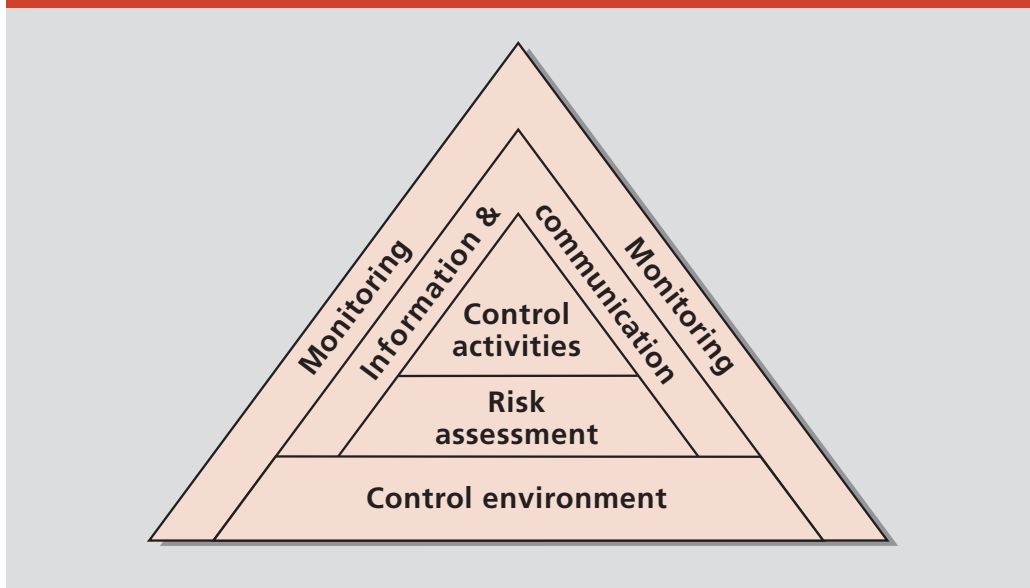 Monitoring
Information &
communication
Monitoring
Control
activities
Risk
assessment
Control environment